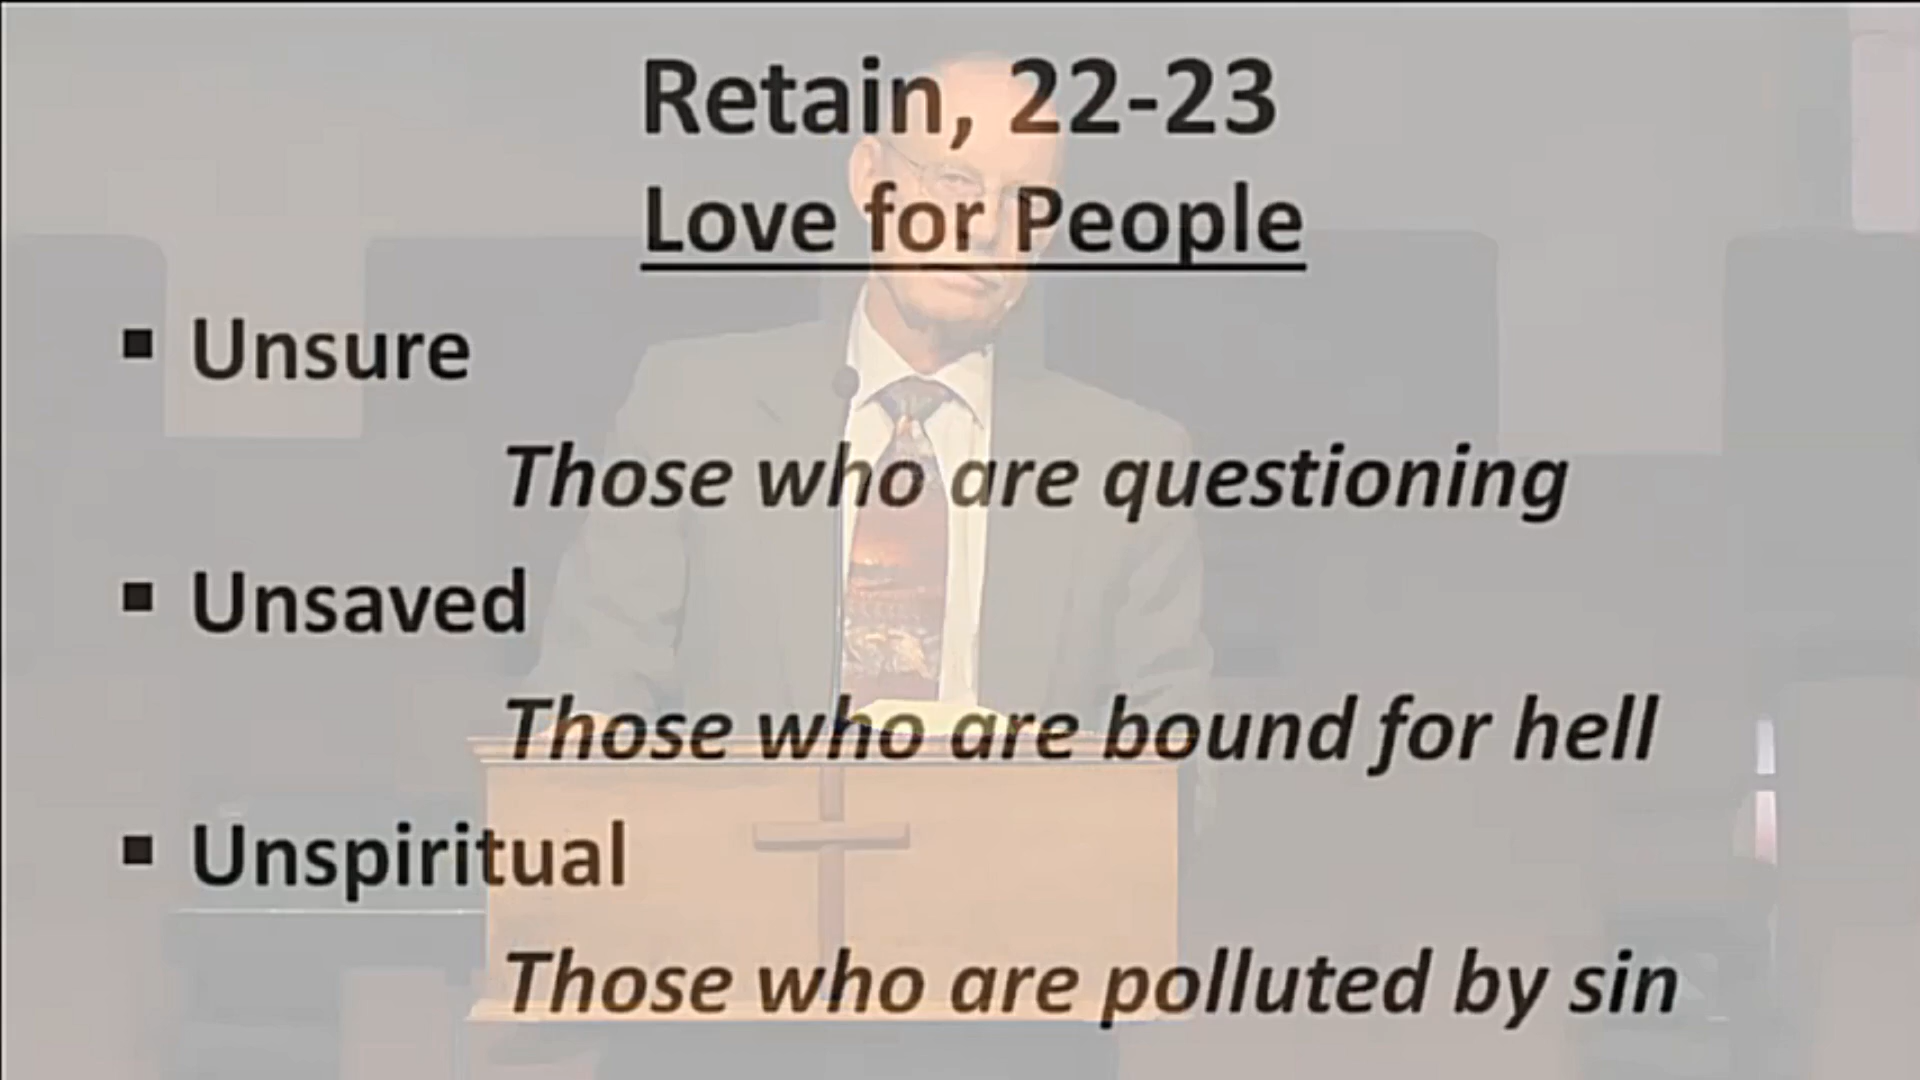 Retain, 22-23
Love for People
▪ Unsure
Those who are questioning
▪ Unsaved
Those who are bound for hell
▪ Unspiritual
Those who are polluted by sin